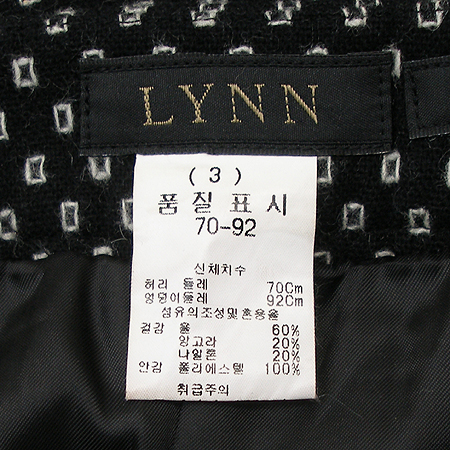 LYNN
( 3 )
품 질 표 시
70-92
신체치수
허리 둘레 70Cm
엉덩이둘레 92Cm
섬유의조성및혼용율
겉감 울 60%
앙고라 20%
나일론 20%
안감 폴리에스텔 100%
취급주의